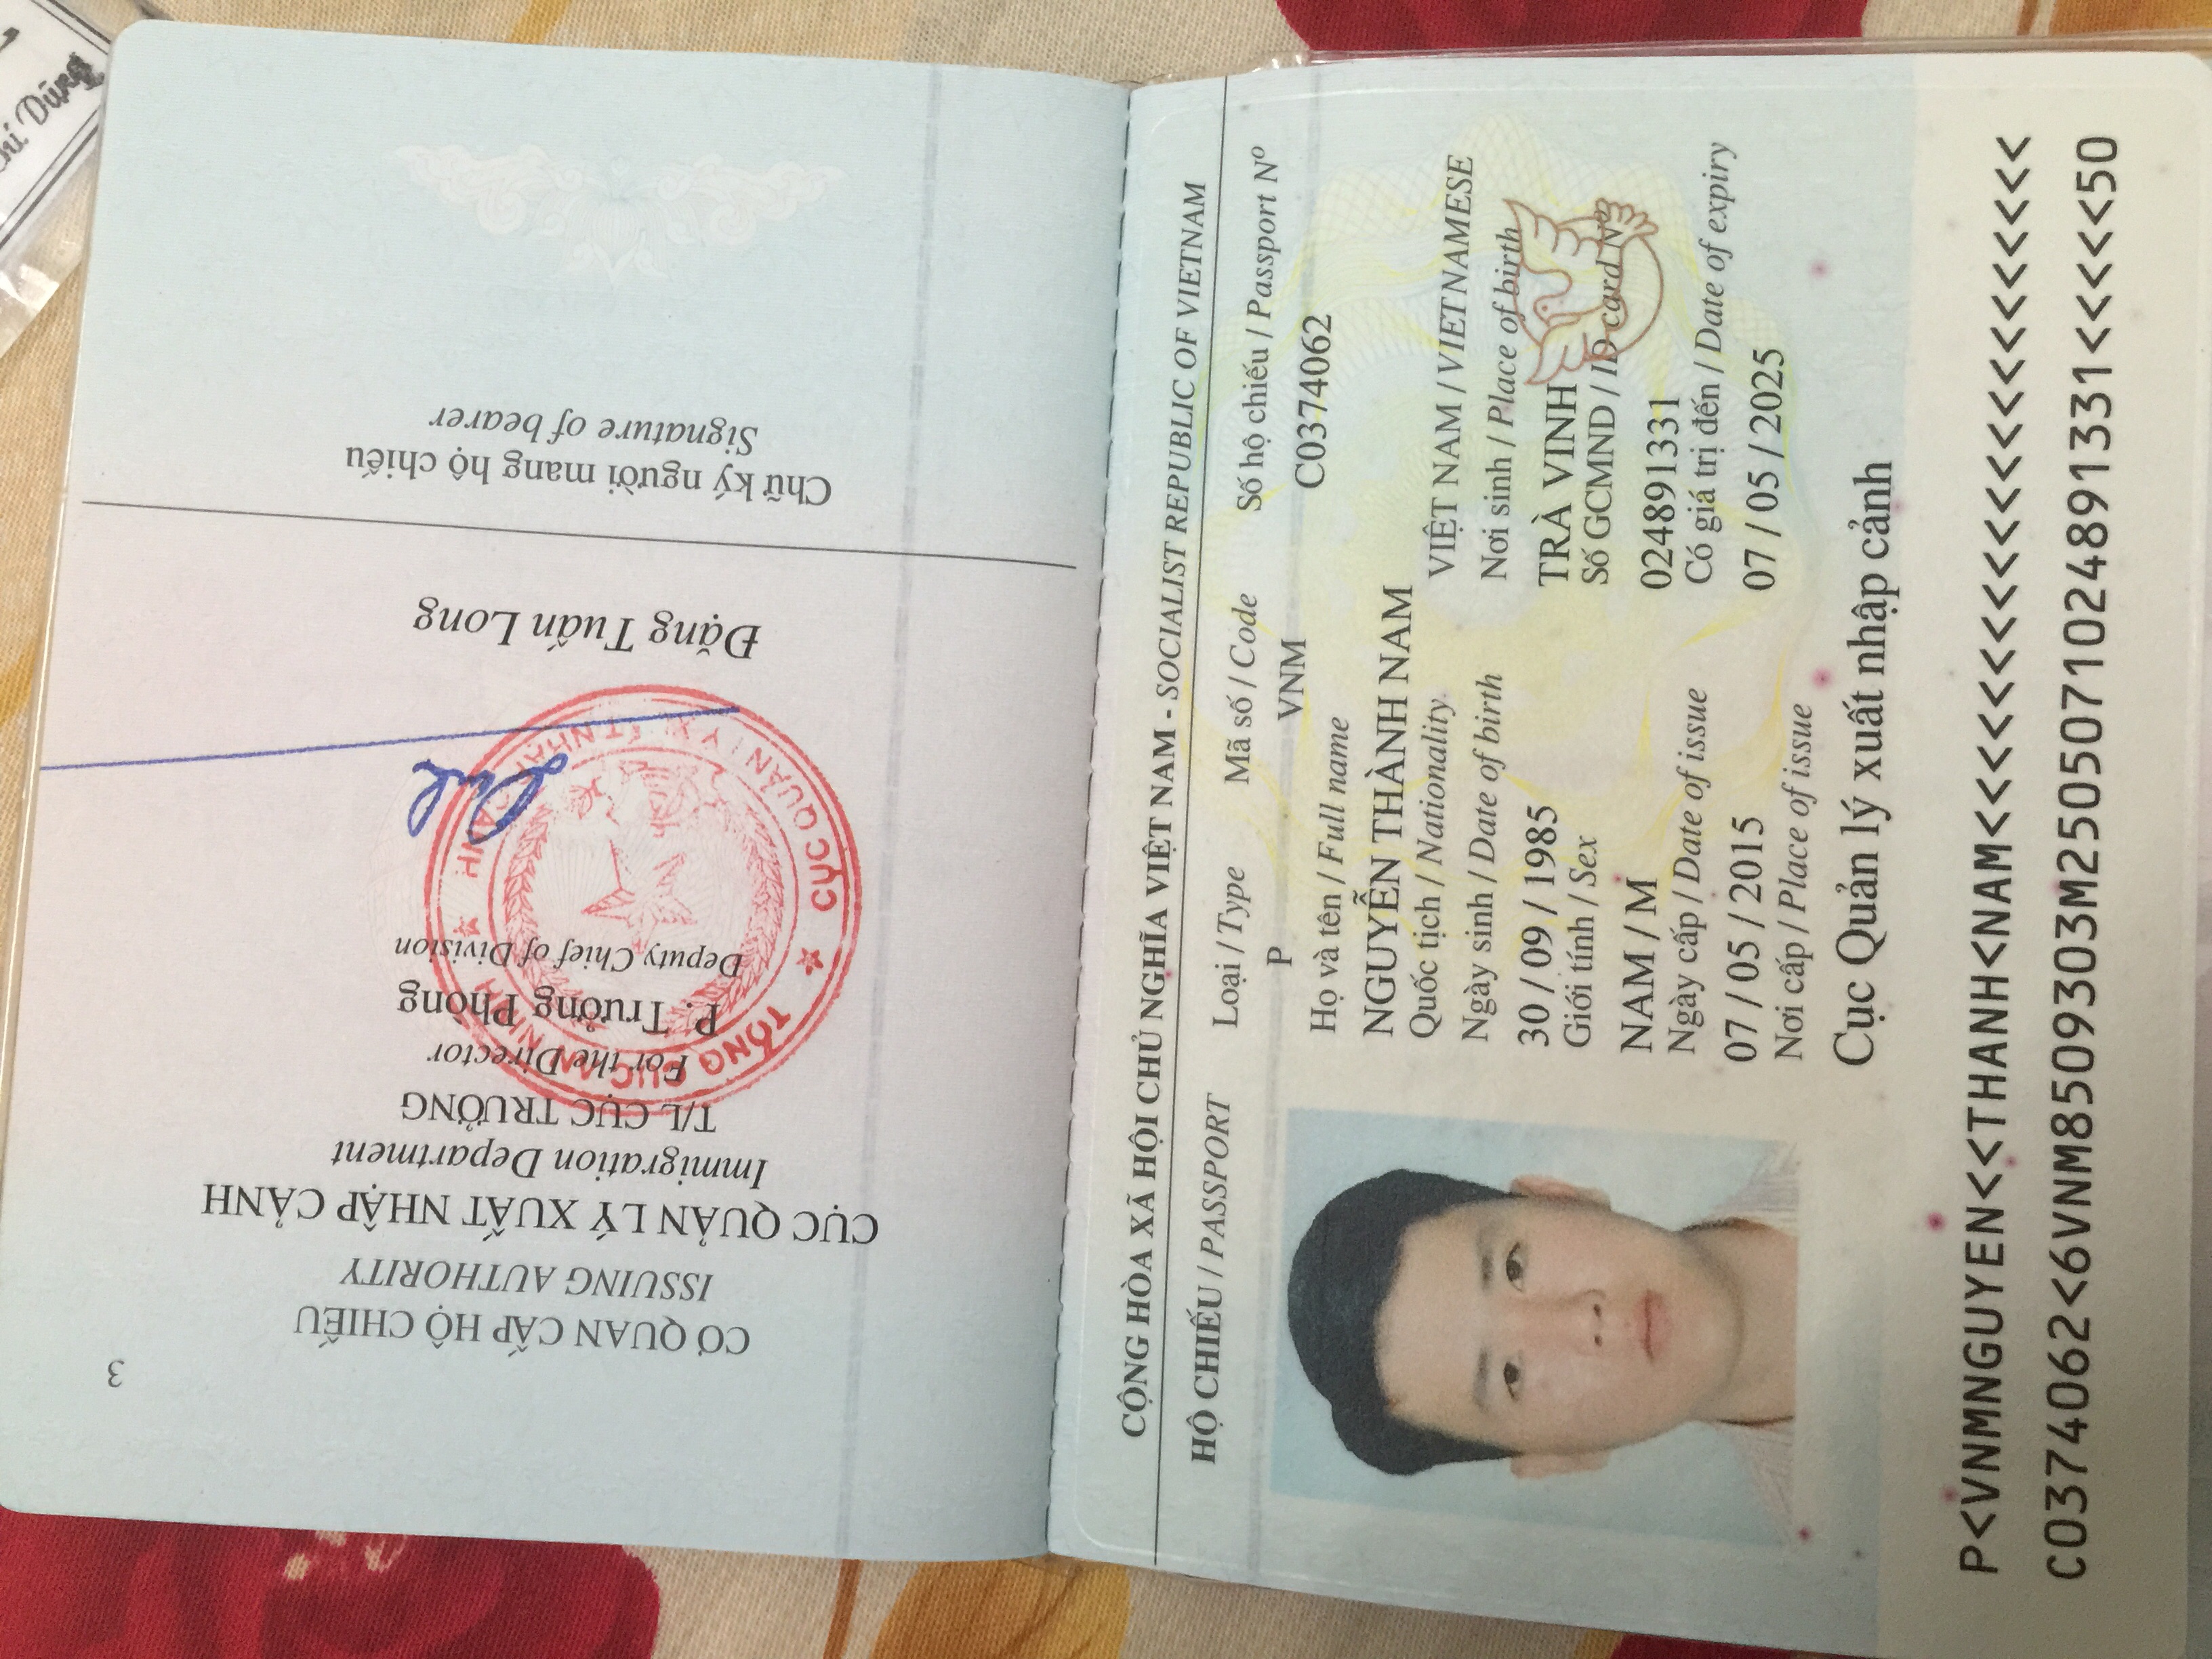 3
CƠ QUAN CẤP HỘ CHIẾU
ISSUING AUTHORITY
CỤC QUẢN LÝ XUẤT NHẬP CẢNH
Immigration Department
T/L CỤC TRƯỞNG
For the Director
P. Trưởng Phòng
Deputy Chief of Division
TỔNG CỤC AN NINH
CỤC QUẢN LÝ XUẤT NHẬP CẢNH
Đặng Tuấn Long
Chữ ký người mang hộ chiếu
Signature of bearer
Chí Dũng
CỘNG HÒA XÃ HỘI CHỦ NGHĨA VIỆT NAM - SOCIALIST REPUBLIC OF VIETNAM
HỘ CHIẾU / PASSPORT
Loại / Type Mã số / Code Số hộ chiếu / Passport Nº
P VNM C0374062
Họ và tên / Full name
NGUYỄN THÀNH NAM
Quốc tịch / Nationality VIỆT NAM / VIETNAMESE
Ngày sinh / Date of birth Nơi sinh / Place of birth
30 / 09 / 1985 TRÀ VINH
Giới tính / Sex Số GCMND / ID card Nº
NAM / M 024891331
Ngày cấp / Date of issue Có giá trị đến / Date of expiry
07 / 05 / 2015 07 / 05 / 2025
Nơi cấp / Place of issue
Cục Quản lý xuất nhập cảnh
P<VNMNGUYEN<<THANH<NAM<<<<<<<<<<<<<<<<<<<<<<
C0374062<6VNM8509303M2505071024891331<<<<<50